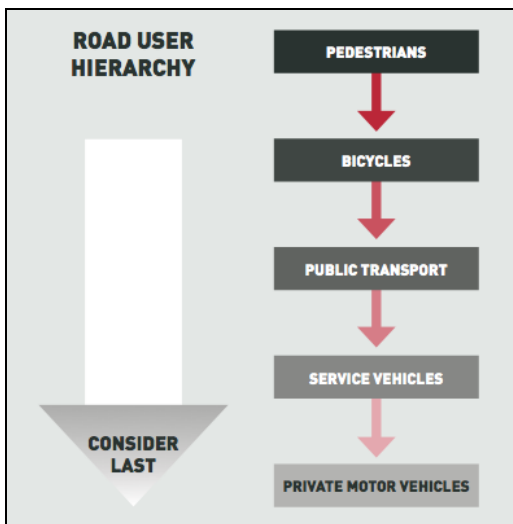 ROAD USER
HIERARCHY
PEDESTRIANS
BICYCLES
PUBLIC TRANSPORT
SERVICE VEHICLES
PRIVATE MOTOR VEHICLES
CONSIDER
LAST